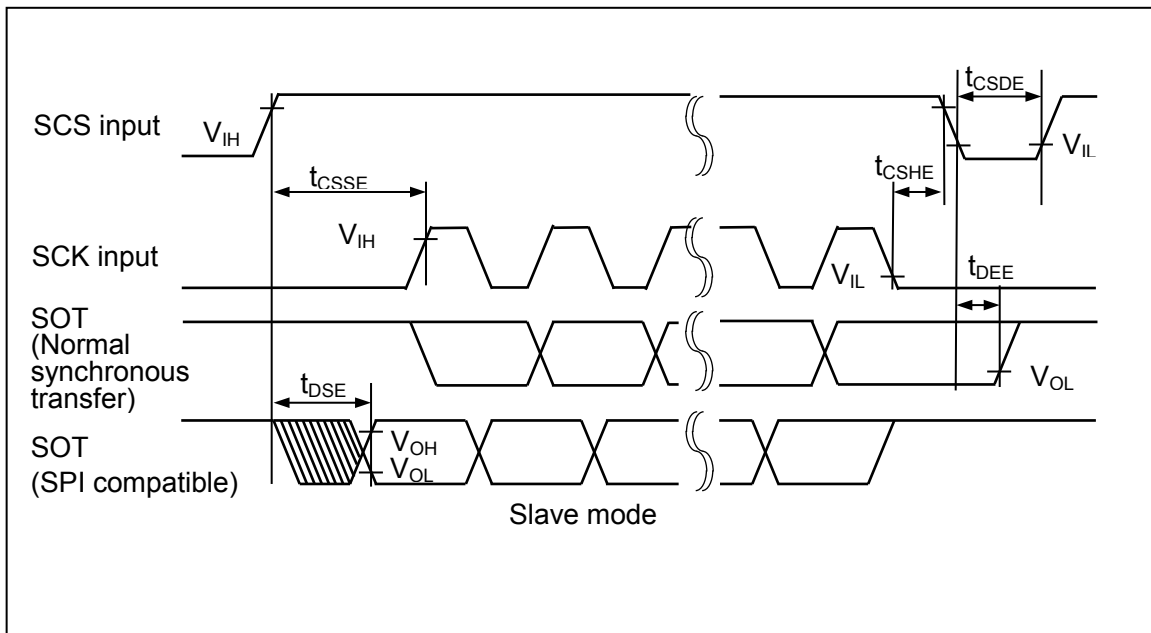 SCS input
VIH
tCSDE
VIL
tCSSE
tCSHE
SCK input
VIH
VIL
tDEE
SOT
(Normal
synchronous
transfer)
VOL
tDSE
SOT
(SPI compatible)
VOH
VOL
Slave mode